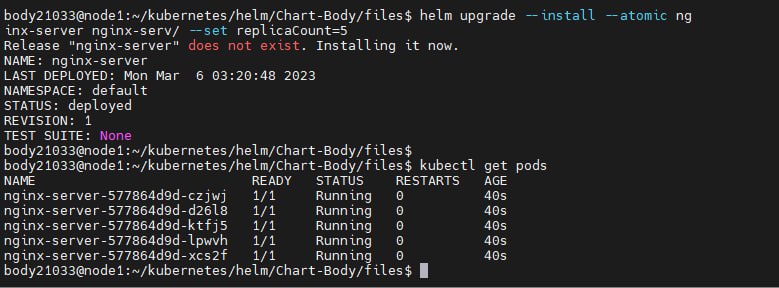 body21033@node1:~/kubernetes/helm/Chart-Body/files$ helm upgrade --install --atomic ng
inx-server nginx-serv/ --set replicaCount=5
Release "nginx-server" does not exist. Installing it now.
NAME: nginx-server
LAST DEPLOYED: Mon Mar  6 03:20:48 2023
NAMESPACE: default
STATUS: deployed
REVISION: 1
TEST SUITE: None
body21033@node1:~/kubernetes/helm/Chart-Body/files$
body21033@node1:~/kubernetes/helm/Chart-Body/files$ kubectl get pods
NAME                            READY   STATUS    RESTARTS   AGE
nginx-server-577864d9d-czjwj   1/1     Running   0          40s
nginx-server-577864d9d-d26l8   1/1     Running   0          40s
nginx-server-577864d9d-ktfj5   1/1     Running   0          40s
nginx-server-577864d9d-lpwvh   1/1     Running   0          40s
nginx-server-577864d9d-xcs2f   1/1     Running   0          40s
body21033@node1:~/kubernetes/helm/Chart-Body/files$